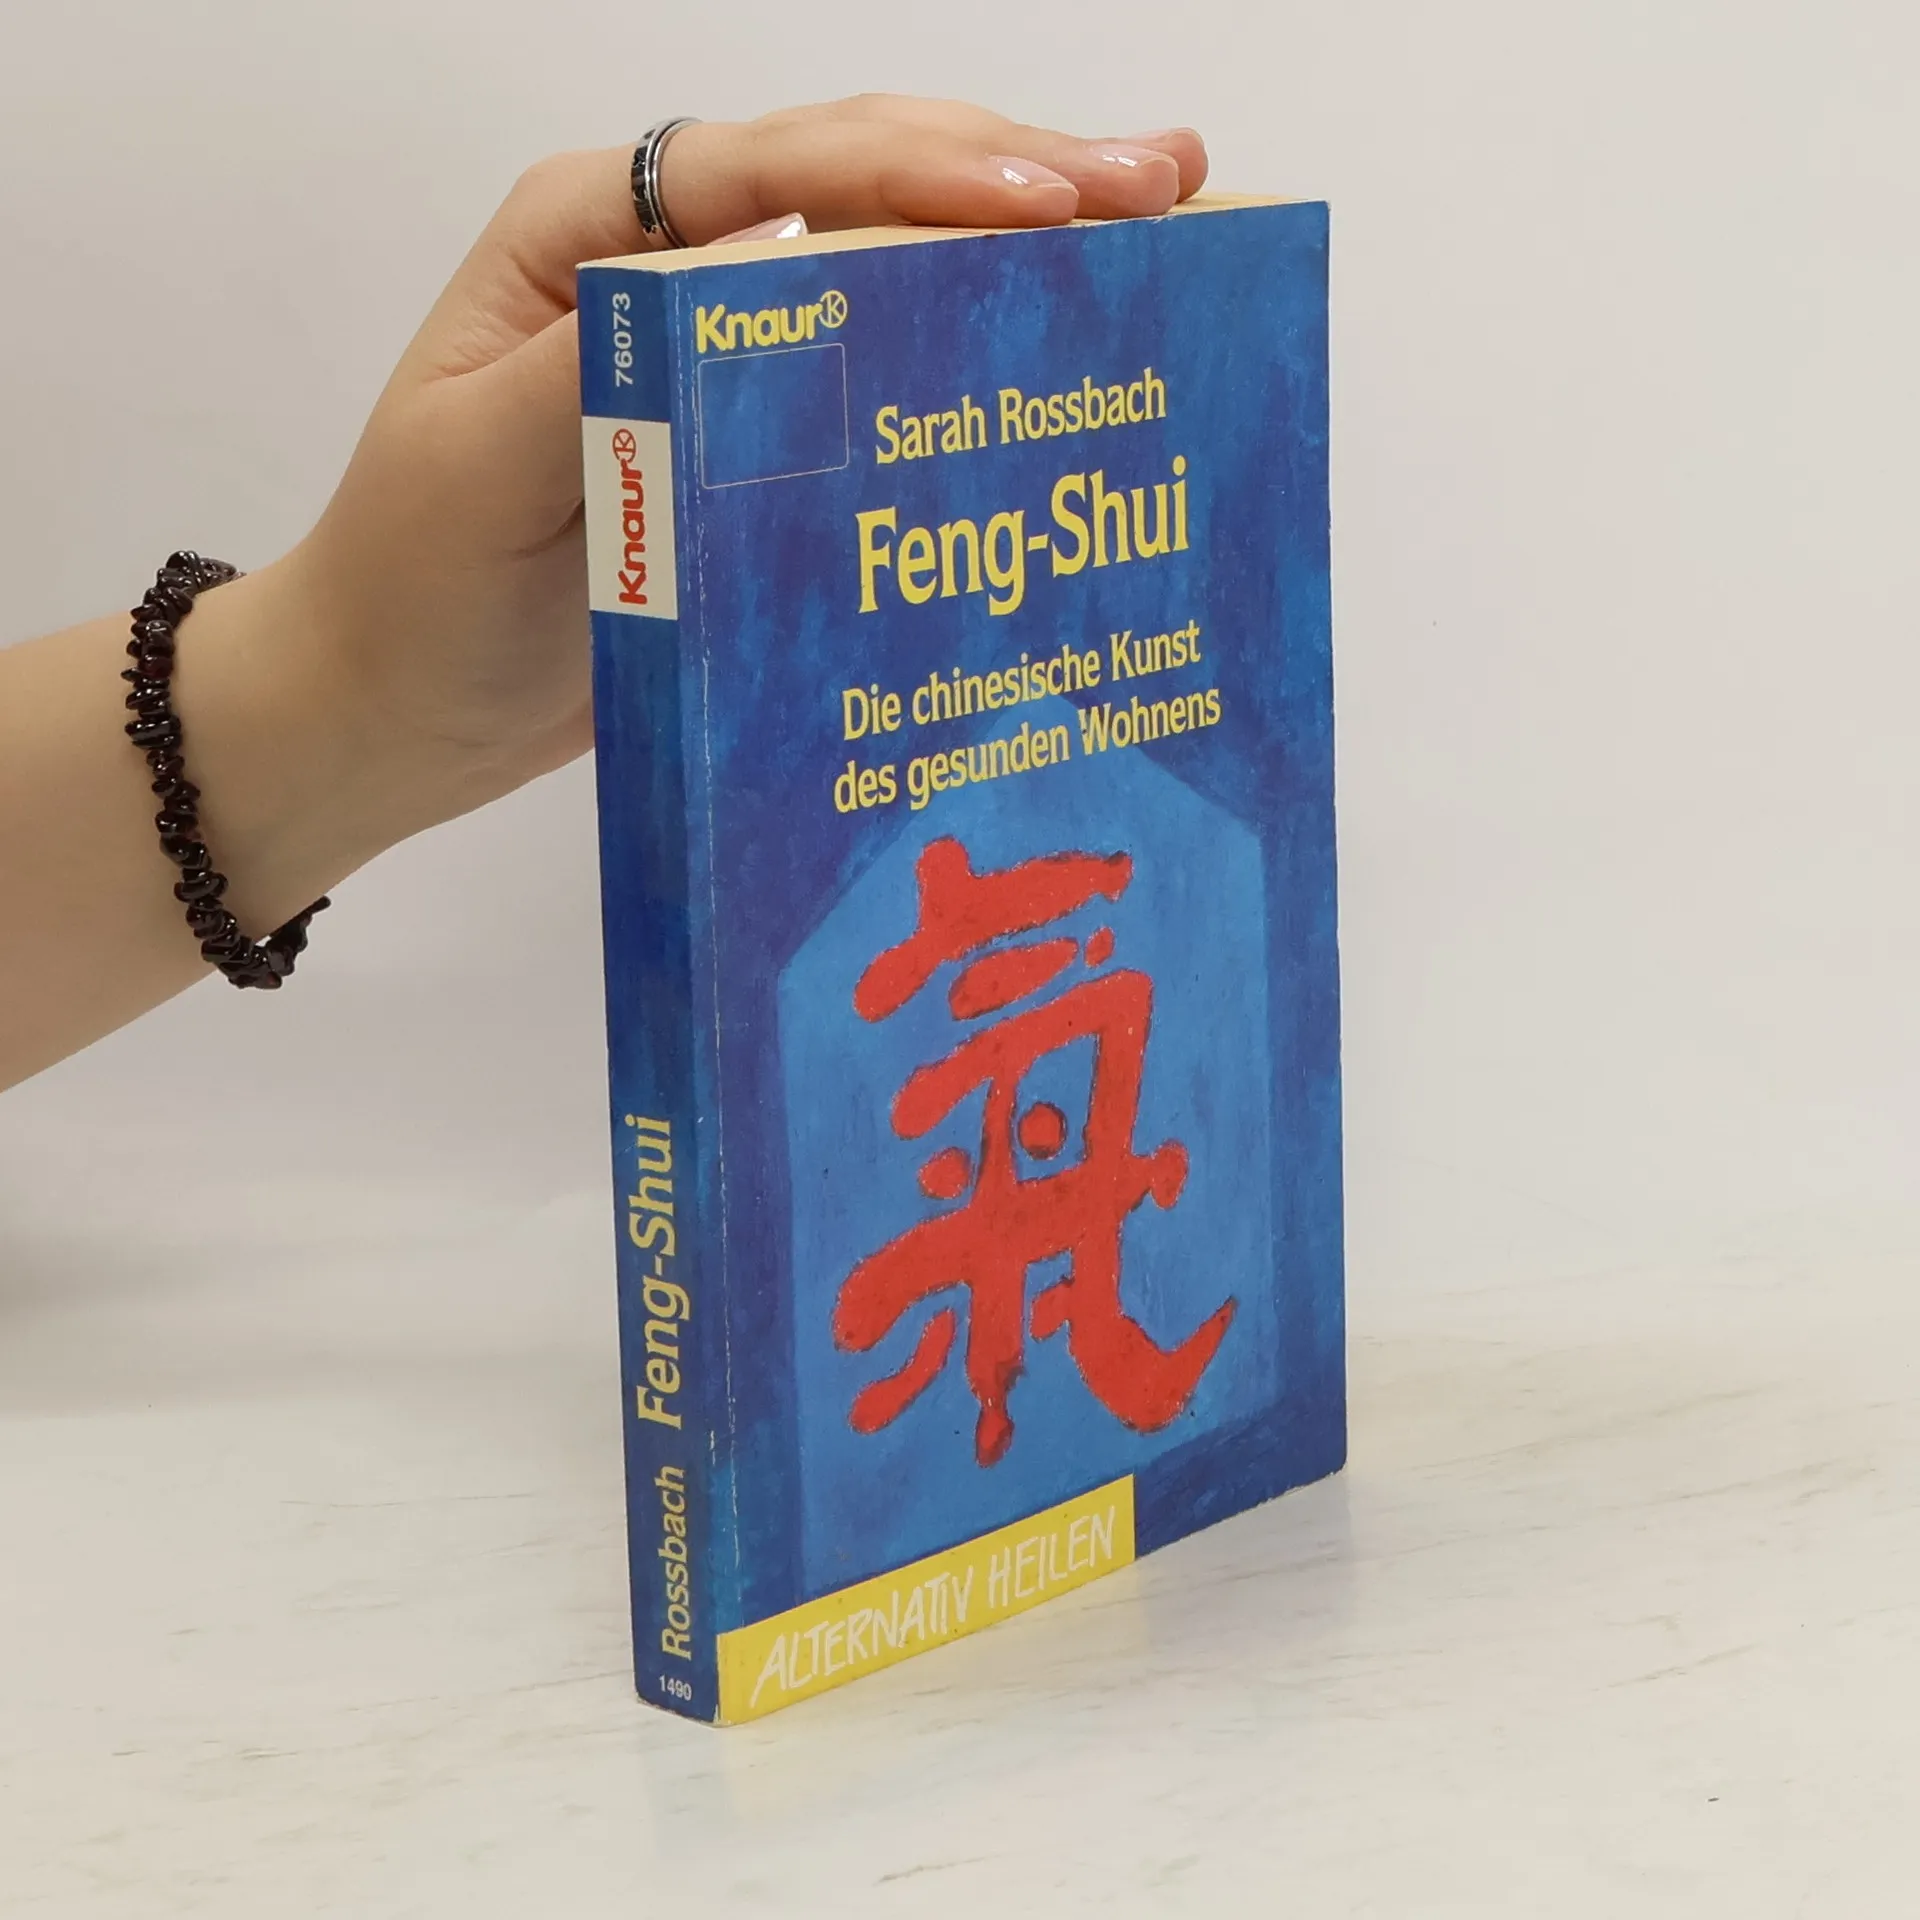 76073
Knaur
Feng-Shui
Rossbach
1490
Knaur
Sarah Rossbach
Feng-Shui
Die chinesische Kunst
des gesunden Wohnens
氣
ALTERNATIV HEILEN